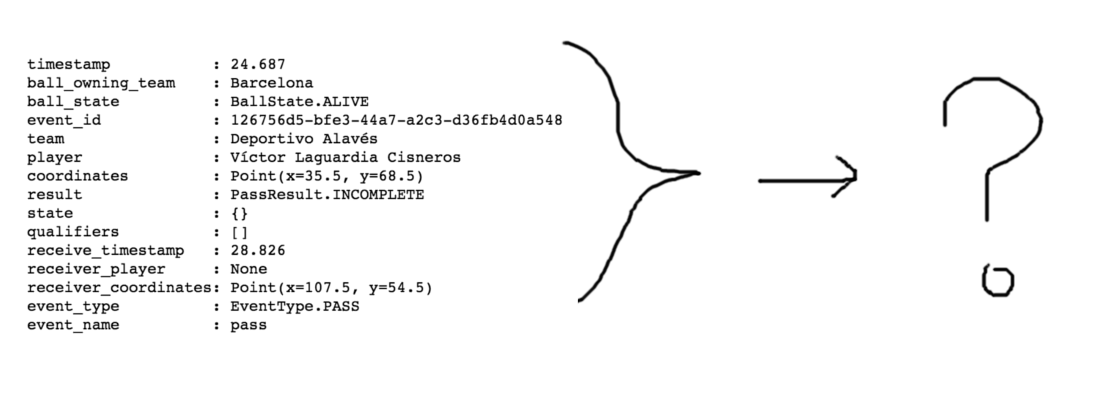 timestamp : 24.687
ball_owning_team : Barcelona
ball_state : BallState.ALIVE
event_id : 126756d5-bfe3-44a7-a2c3-d36fb4d0a548
team : Deportivo Alavés
player : Víctor Laguardia Cisneros
coordinates : Point(x=35.5, y=68.5)
result : PassResult.INCOMPLETE
state : {}
qualifiers : []
receive_timestamp : 28.826
receiver_player : None
receiver_coordinates: Point(x=107.5, y=54.5)
event_type : EventType.PASS
event_name : pass
?